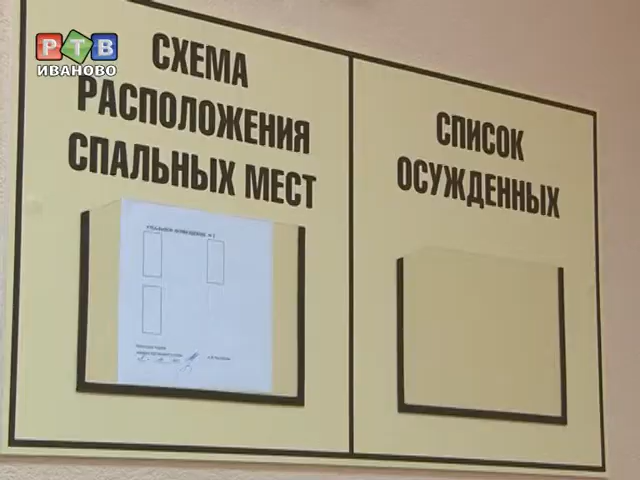 РТВ
ИВАНОВО
СХЕМА
РАСПОЛОЖЕНИЯ
СПАЛЬНЫХ МЕСТ
СПИСОК
ОСУЖДЕННЫХ